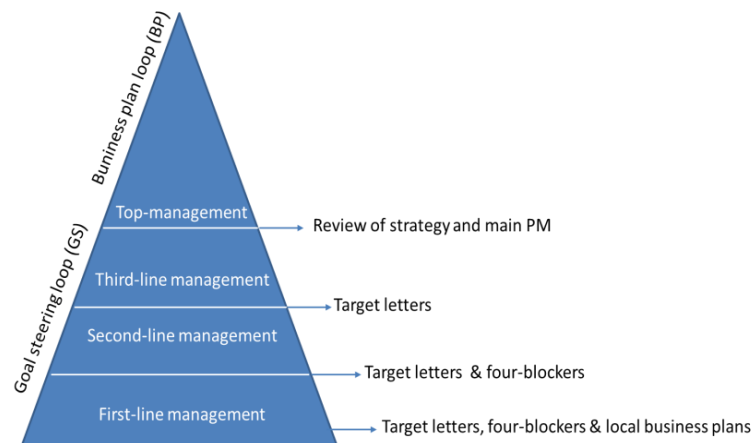 Buniness plan loop (BP)
Goal steering loop (GS)
Top-management
Review of strategy and main PM
Third-line management
Target letters
Second-line management
Target letters & four-blockers
First-line management
Target letters, four-blockers & local business plans